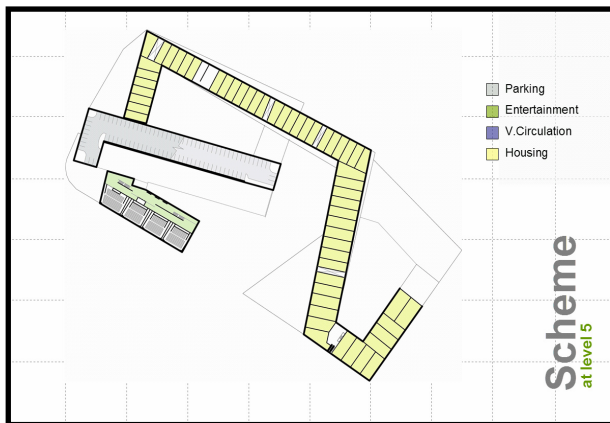 Parking
Entertainment
V.Circulation
Housing
Scheme
at level 5